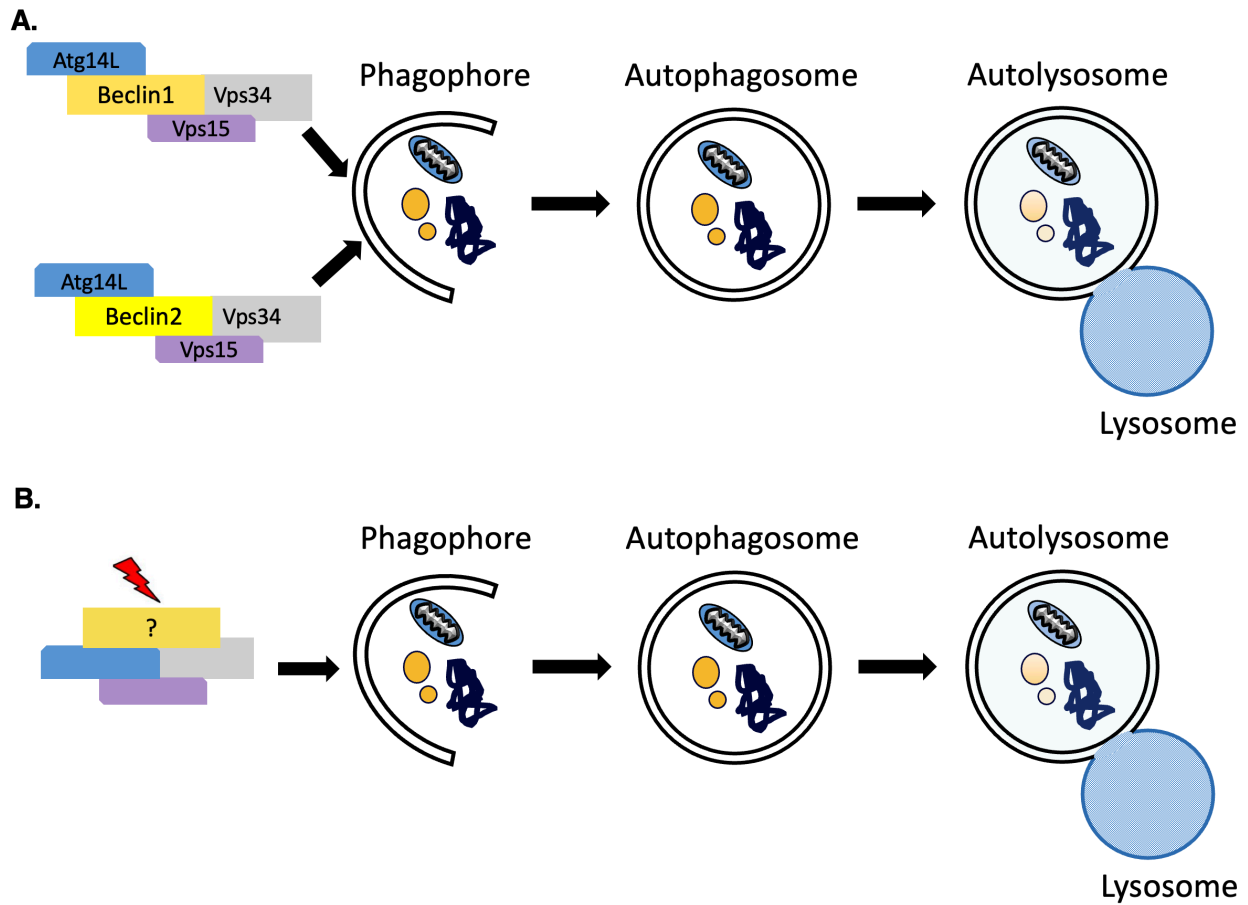 A.
Atg14L
Beclin1 Vps34
Vps15
Phagophore
Autophagosome
Autolysosome
Atg14L
Beclin2 Vps34
Vps15
Lysosome
B.
Phagophore
Autophagosome
Autolysosome
?
Lysosome